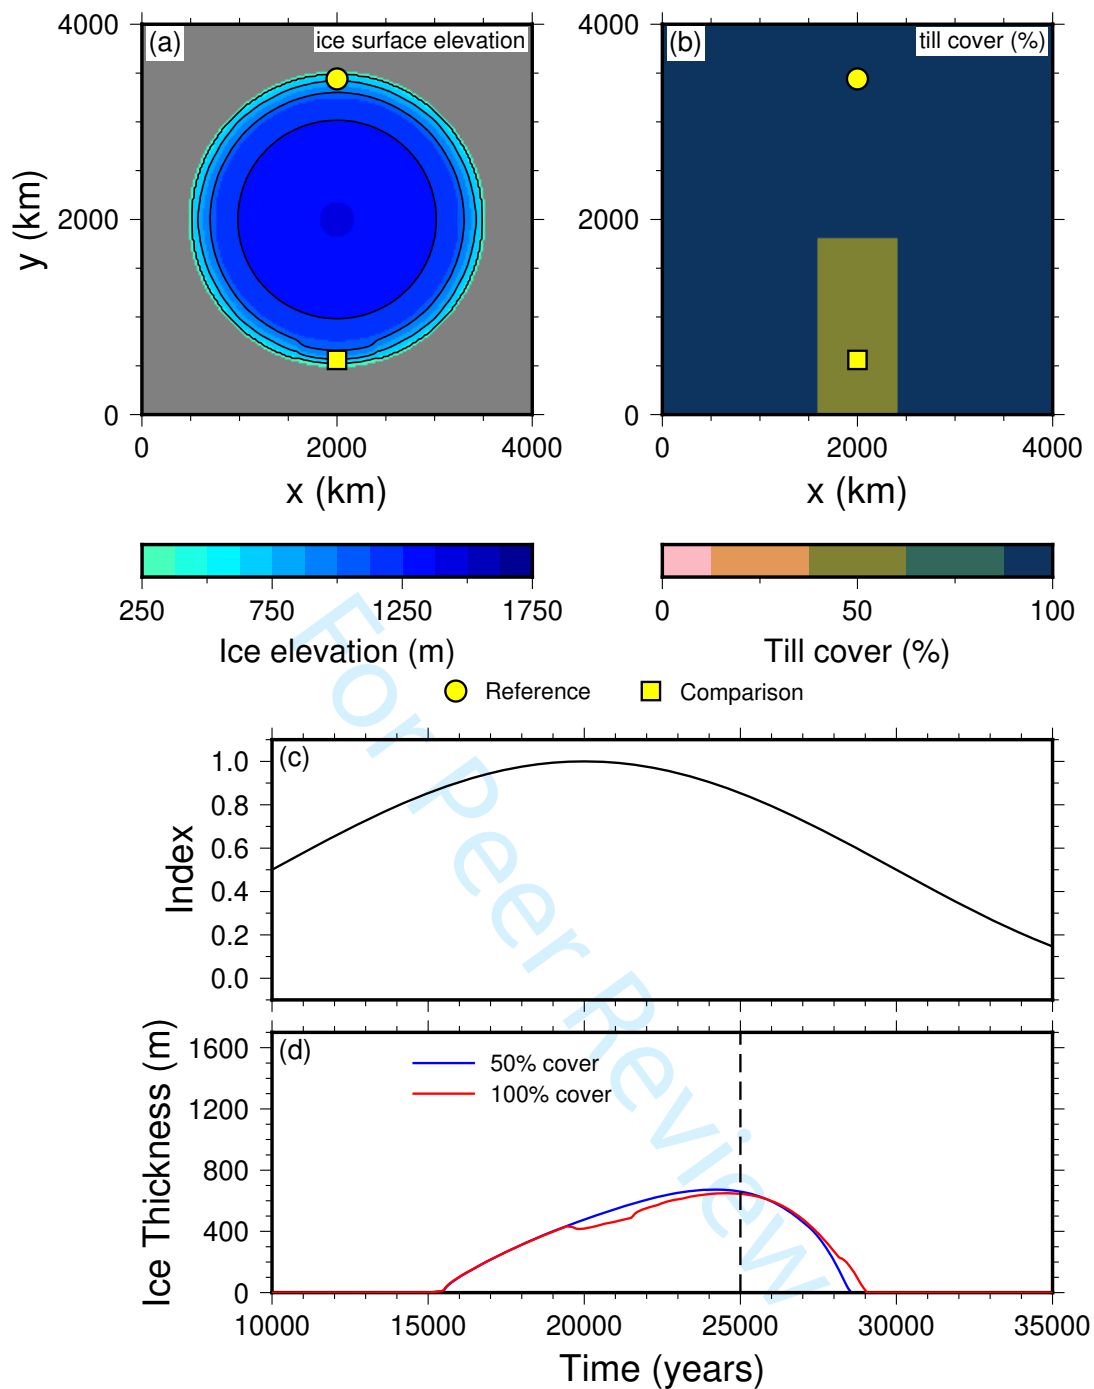 (a)
ice surface elevation
(b)
till cover (%)
4000
2000
0
y (km)
0
2000
4000
x (km)
0
2000
4000
0
2000
4000
x (km)
250
750
1250
1750
Ice elevation (m)
0
50
100
Till cover (%)
Reference
Comparison
(c)
1.0
0.8
0.6
0.4
0.2
0.0
Index
(d)
50% cover
100% cover
1600
1200
800
400
0
Ice Thickness (m)
10000
15000
20000
25000
30000
35000
Time (years)
For Peer Review